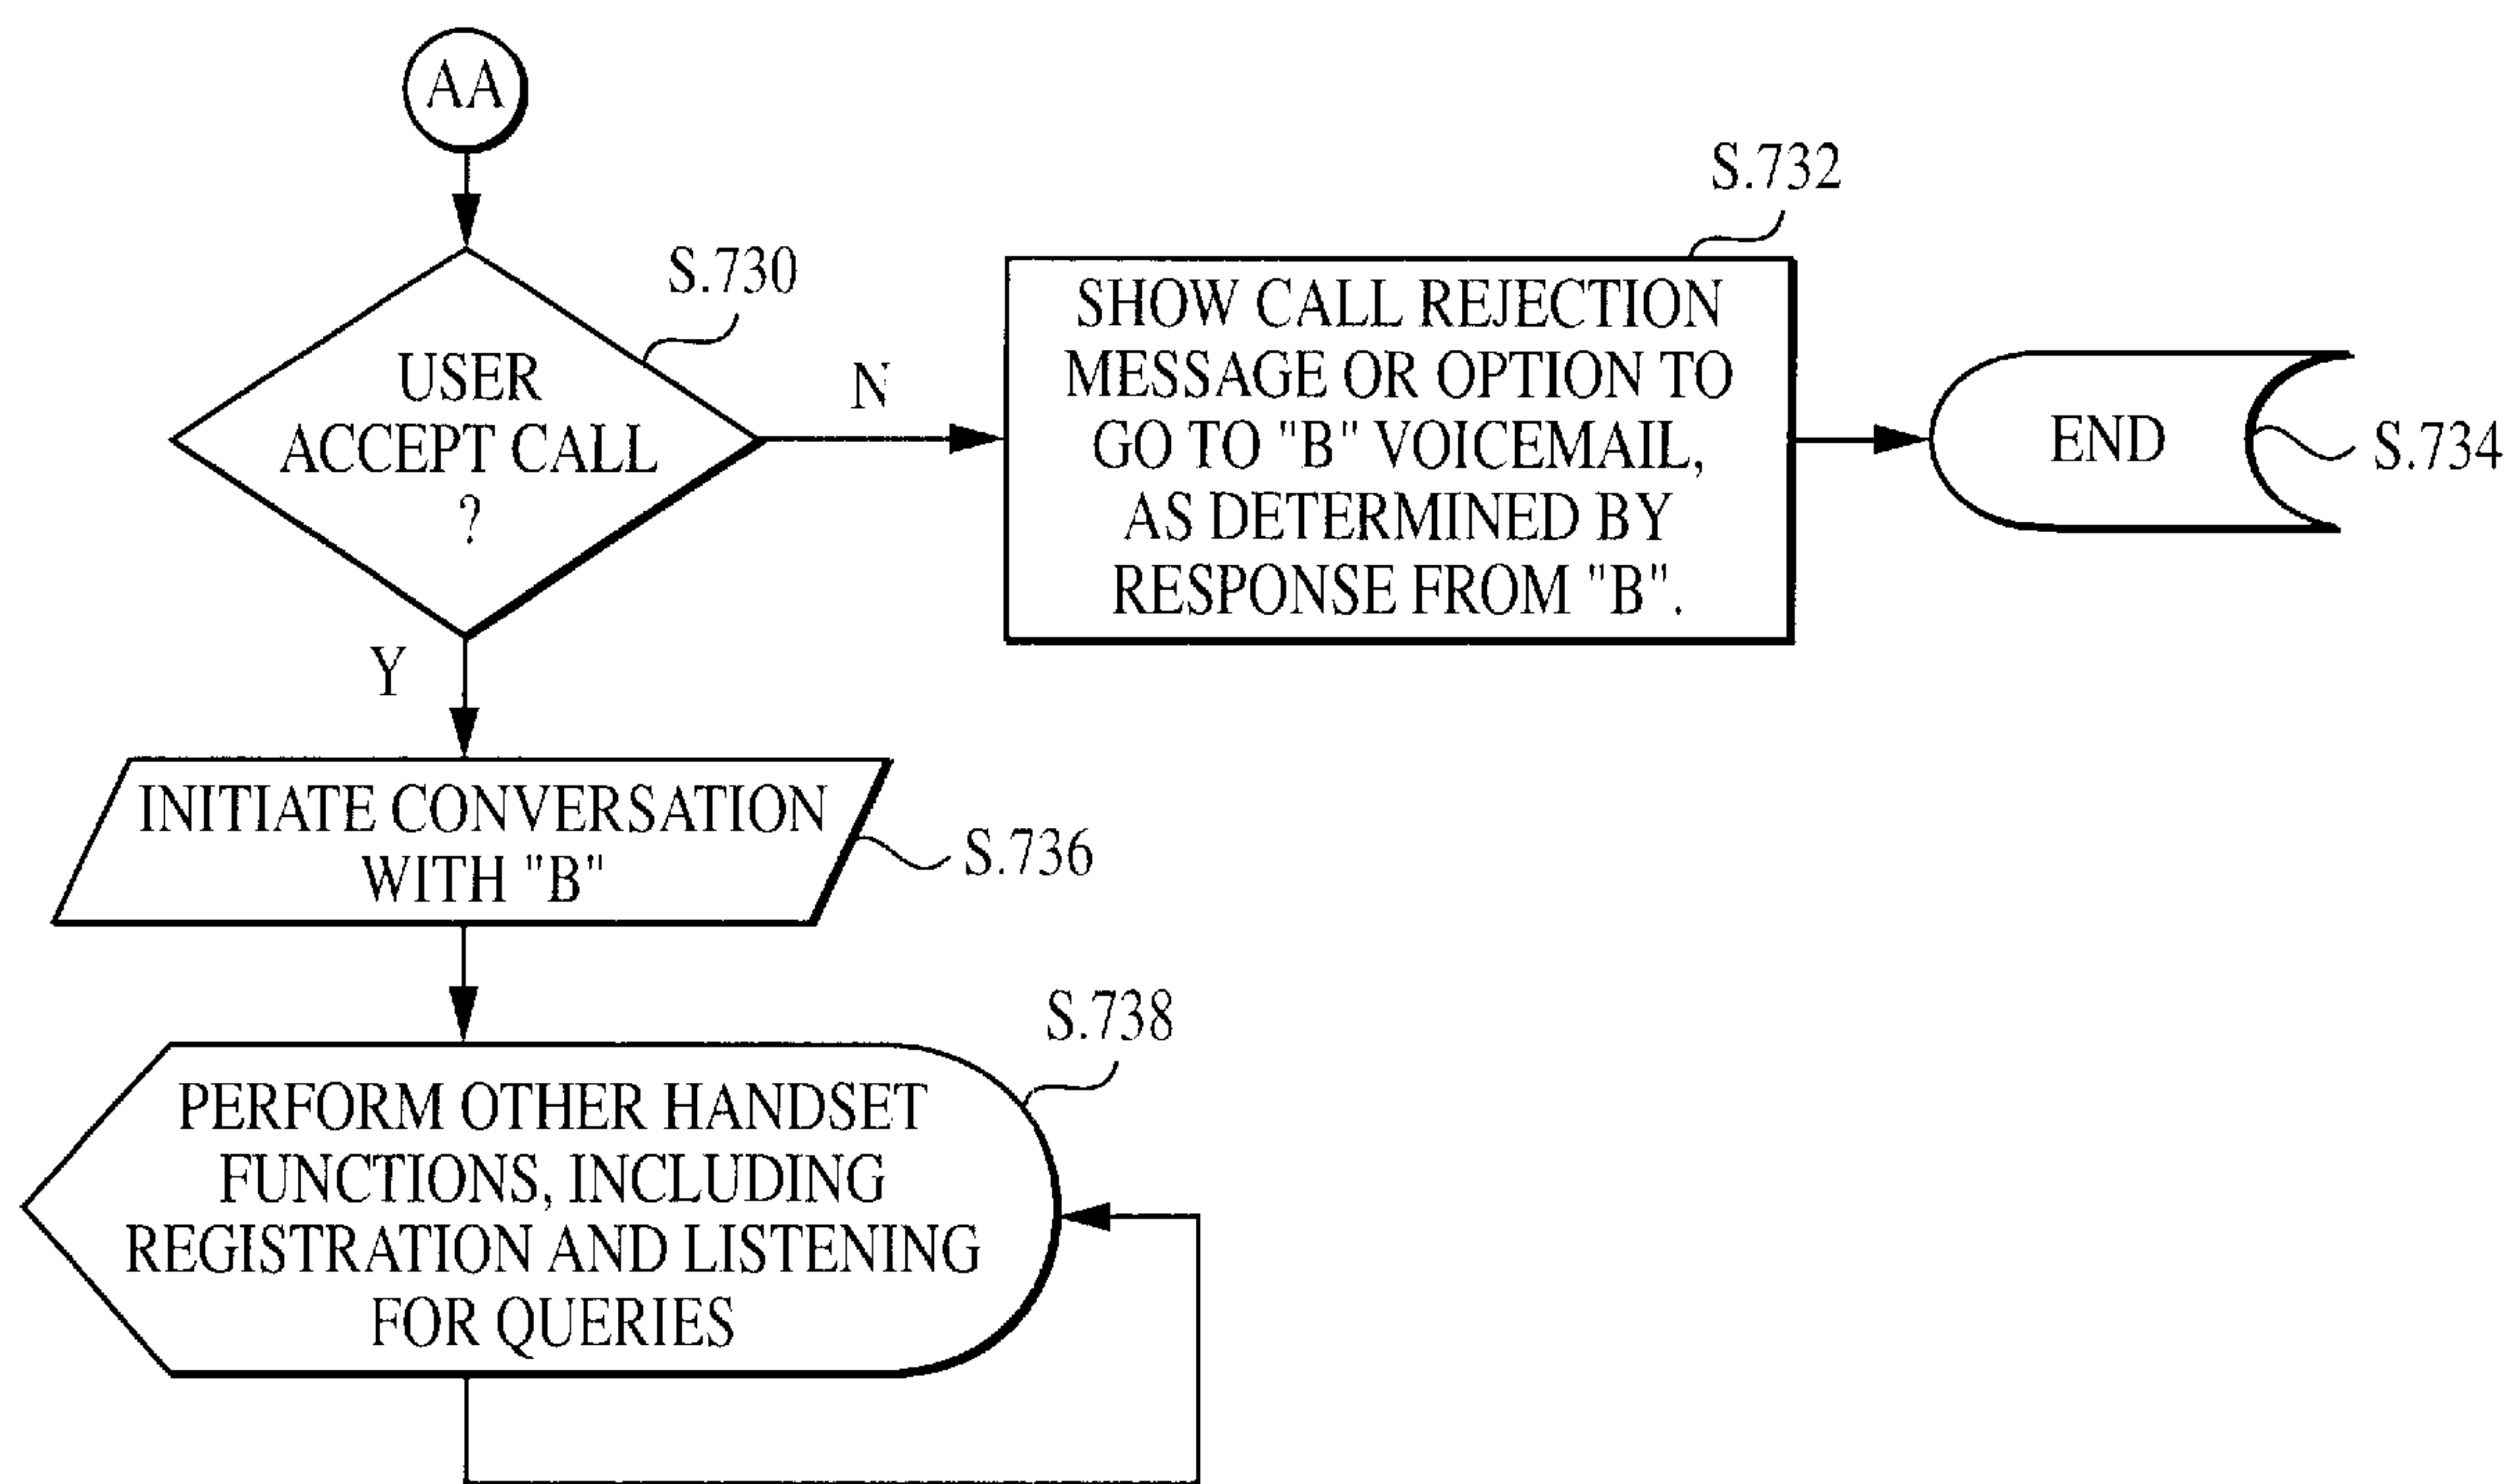 AA
S.730
USER
ACCEPT CALL
?
N
Y
S.732
SHOW CALL REJECTION
MESSAGE OR OPTION TO
GO TO "B" VOICEMAIL,
AS DETERMINED BY
RESPONSE FROM "B".
END
S.734
INITIATE CONVERSATION
WITH "B"
S.736
S.738
PERFORM OTHER HANDSET
FUNCTIONS, INCLUDING
REGISTRATION AND LISTENING
FOR QUERIES